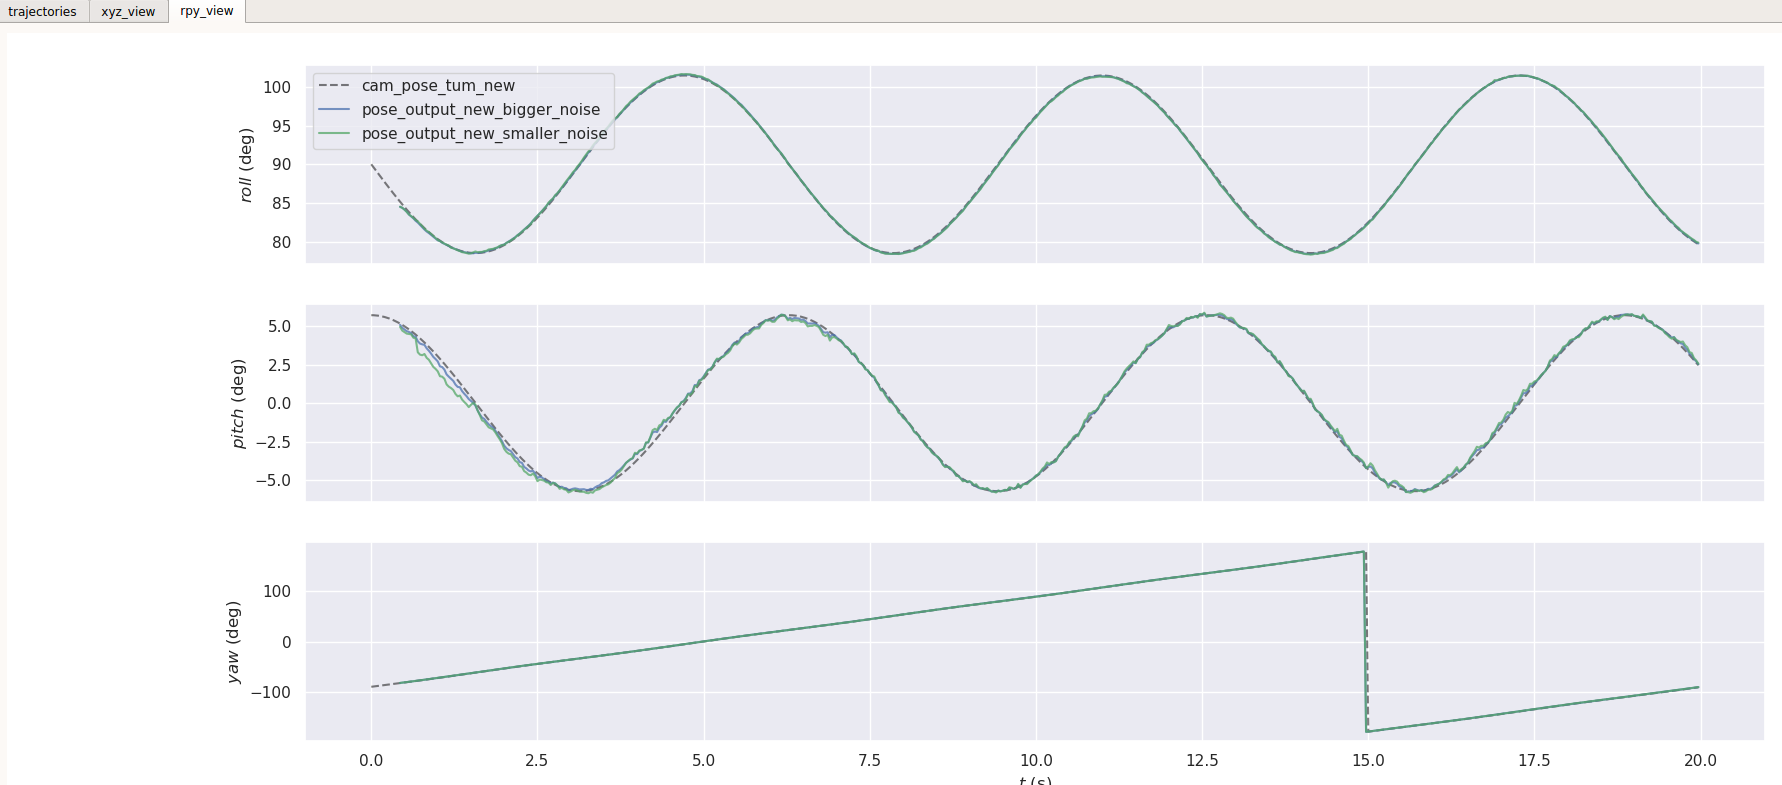 trajectories xyz_view rpy_view
cam_pose_tum_new
pose_output_new_bigger_noise
pose_output_new_smaller_noise
roll (deg)
100
95
90
85
80
pitch (deg)
5.0
2.5
0.0
−2.5
−5.0
yaw (deg)
100
0
−100
0.0 2.5 5.0 7.5 10.0 12.5 15.0 17.5 20.0
t (s)